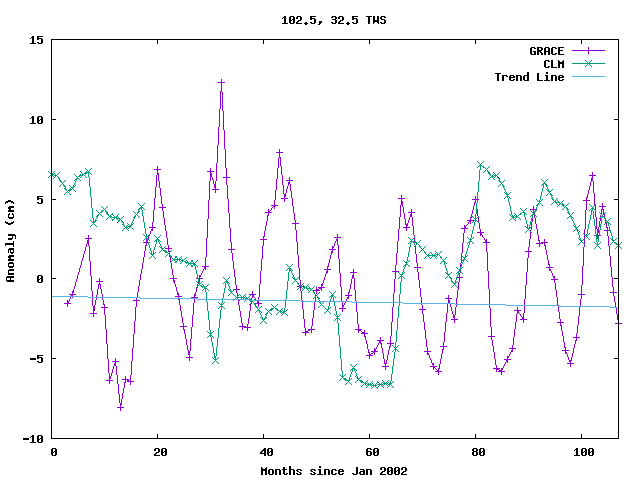 102.5, 32.5 TWS
GRACE
CLM
Trend Line
15
10
5
0
-5
-10
Anomaly (cm)
0 20 40 60 80 100
Months since Jan 2002